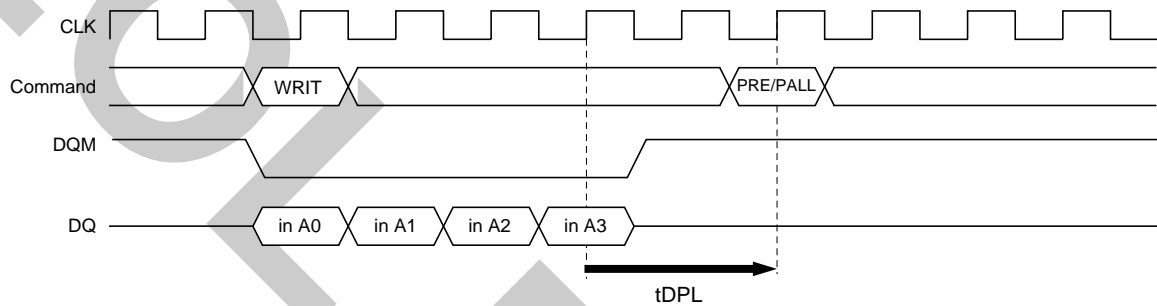 CLK
Command WRIT PRE/PALL
DQM
DQ in A0 in A1 in A2 in A3
tDPL